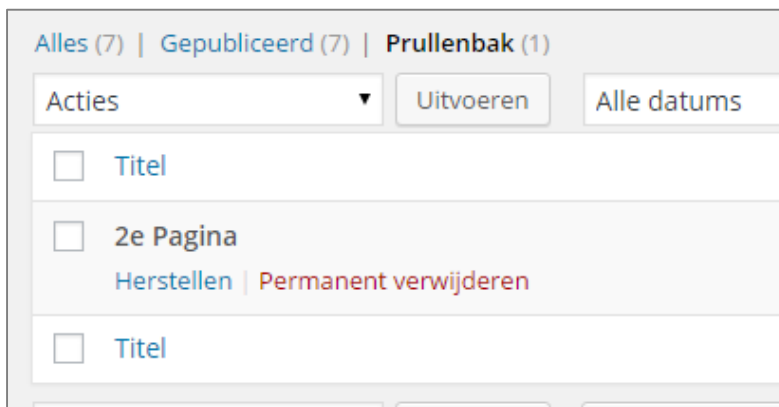 Alles (7) | Gepubliceerd (7) | Prullenbak (1)
Acties Uitvoeren Alle datums
Titel
2e Pagina
Herstellen | Permanent verwijderen
Titel